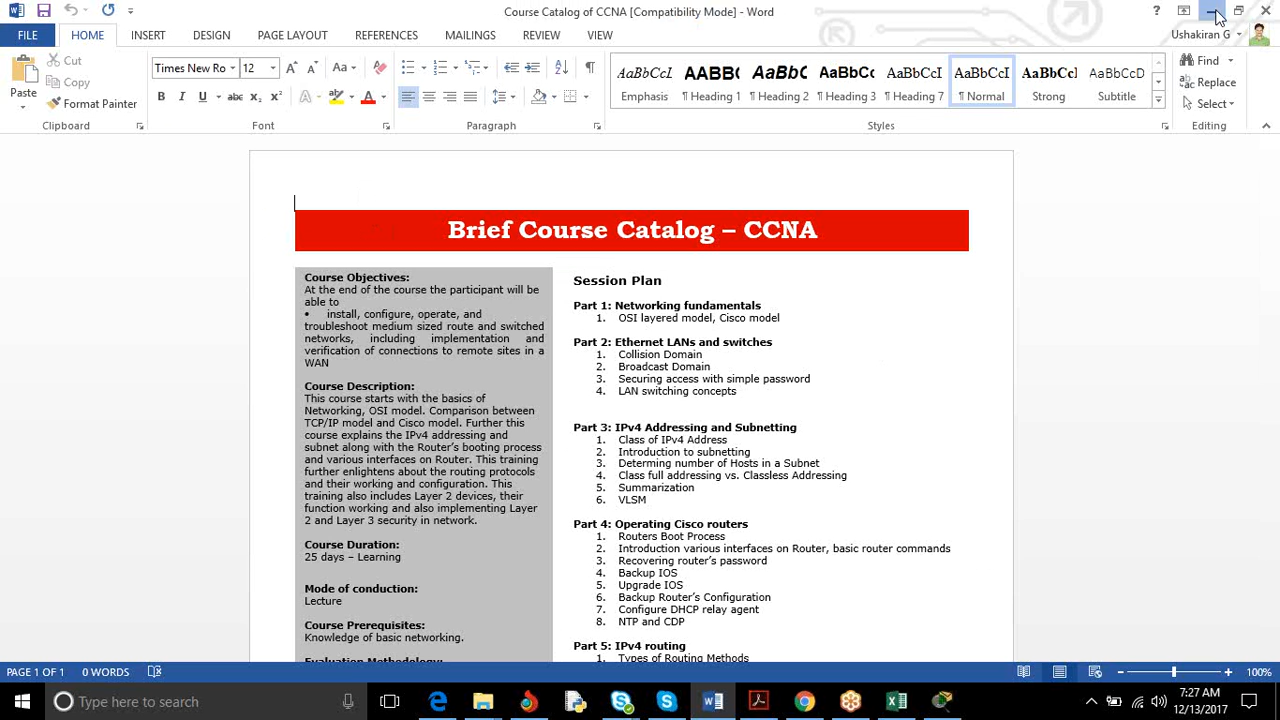 Course Catalog of CCNA [Compatibility Mode] - Word
?
Ushakiran G
FILE
HOME
INSERT
DESIGN
PAGE LAYOUT
REFERENCES
MAILINGS
REVIEW
VIEW
Paste
Cut
Copy
Format Painter
Clipboard
Times New Ro
12
Font
Paragraph
AaBbCcI
Emphasis
AABBC
¶ Heading 1
AaBbC
¶ Heading 2
AaBbCc
¶ Heading 3
AaBbCcI
¶ Heading 7
AaBbCcI
¶ Normal
AaBbCcl
Strong
AaBbCcD
Subtitle
Styles
Find
Replace
Select
Editing
Brief Course Catalog – CCNA
Course Objectives:
At the end of the course the participant will be
able to
• install, configure, operate, and
troubleshoot medium sized route and switched
networks, including implementation and
verification of connections to remote sites in a
WAN
Course Description:
This course starts with the basics of
Networking, OSI model. Comparison between
TCP/IP model and Cisco model. Further this
course explains the IPv4 addressing and
subnet along with the Router's booting process
and various interfaces on Router. This training
further enlightens about the routing protocols
and their working and configuration. This
training also includes Layer 2 devices, their
function working and also implementing Layer
2 and Layer 3 security in network.
Course Duration:
25 days – Learning
Mode of conduction:
Lecture
Course Prerequisites:
Knowledge of basic networking.
Evaluation Methodology:
Session Plan
Part 1: Networking fundamentals
1. OSI layered model, Cisco model
Part 2: Ethernet LANs and switches
1. Collision Domain
2. Broadcast Domain
3. Securing access with simple password
4. LAN switching concepts
Part 3: IPv4 Addressing and Subnetting
1. Class of IPv4 Address
2. Introduction to subnetting
3. Determing number of Hosts in a Subnet
4. Class full addressing vs. Classless Addressing
5. Summarization
6. VLSM
Part 4: Operating Cisco routers
1. Routers Boot Process
2. Introduction various interfaces on Router, basic router commands
3. Recovering router's password
4. Backup IOS
5. Upgrade IOS
6. Backup Router's Configuration
7. Configure DHCP relay agent
8. NTP and CDP
Part 5: IPv4 routing
1. Types of Routing Methods
PAGE 1 OF 1
0 WORDS
100%
Type here to search
7:27 AM
12/13/2017